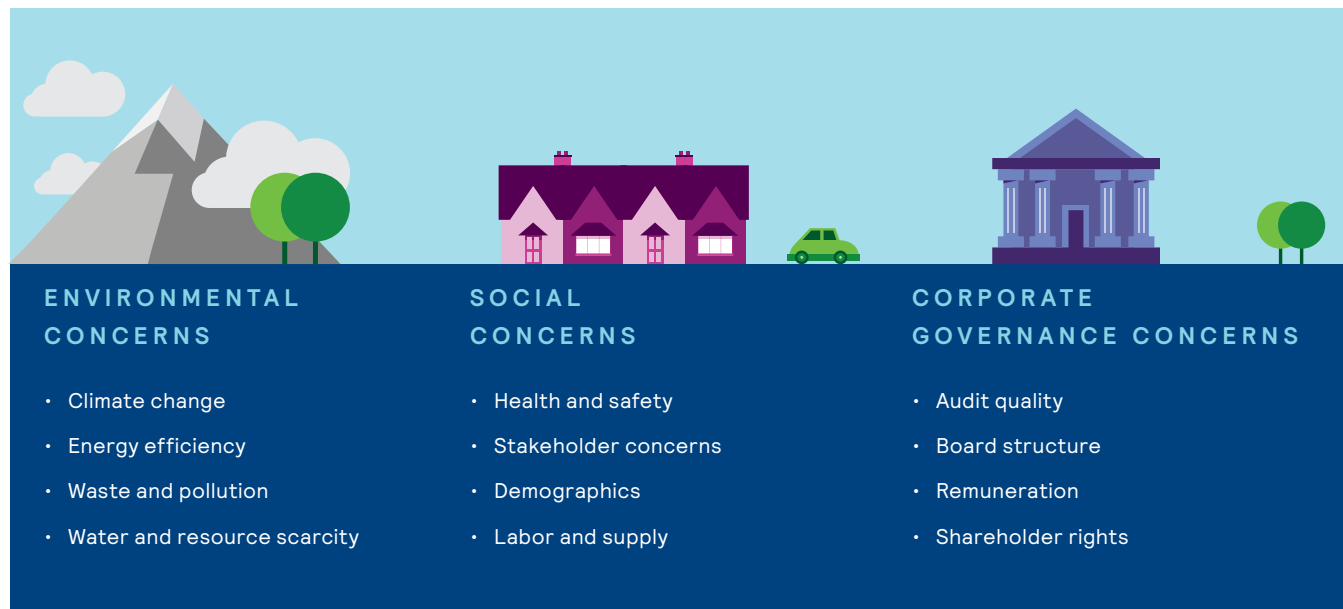 ENVIRONMENTAL
CONCERNS
• Climate change
• Energy efficiency
• Waste and pollution
• Water and resource scarcity
SOCIAL
CONCERNS
• Health and safety
• Stakeholder concerns
• Demographics
• Labor and supply
CORPORATE
GOVERNANCE CONCERNS
• Audit quality
• Board structure
• Remuneration
• Shareholder rights